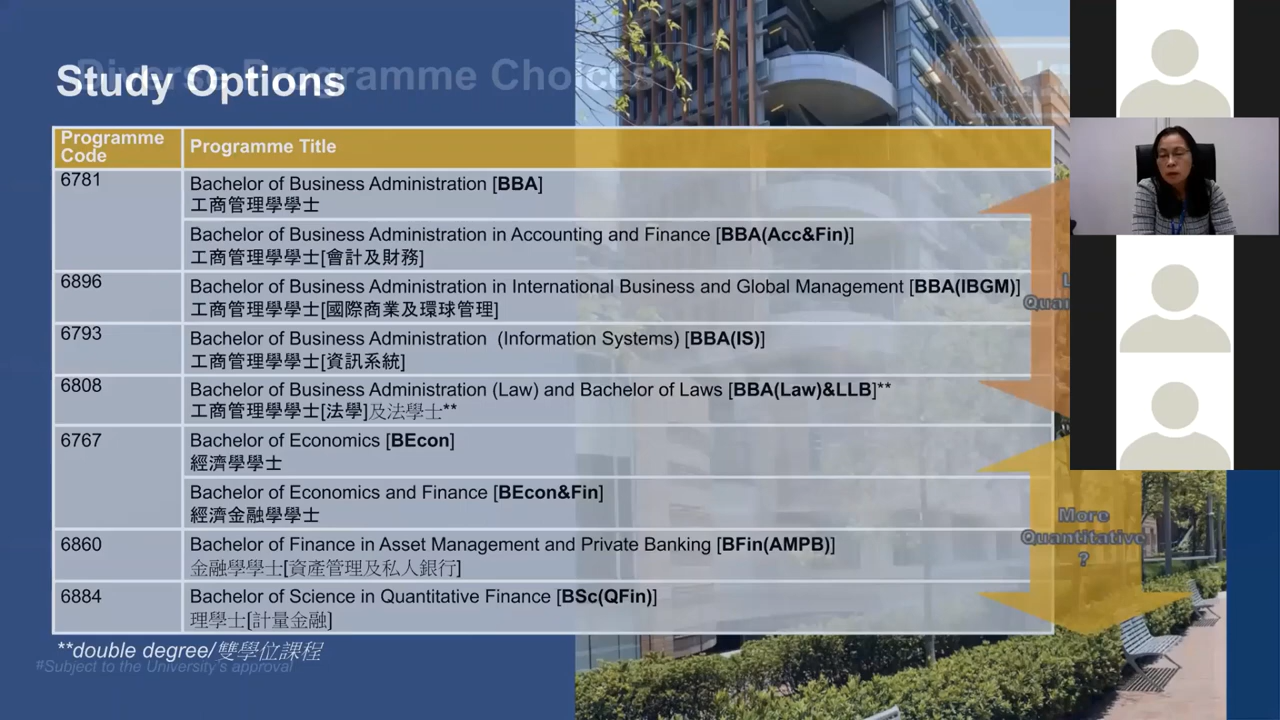 Study Options
Diverse Programme Choices
Programme
Code
Programme Title
6781
Bachelor of Business Administration [BBA]
工商管理學學士
Bachelor of Business Administration in Accounting and Finance [BBA(Acc&Fin)]
工商管理學學士[會計及財務]
6896
Bachelor of Business Administration in International Business and Global Management [BBA(IBGM)]
工商管理學學士[國際商業及環球管理]
6793
Bachelor of Business Administration (Information Systems) [BBA(IS)]
工商管理學學士[資訊系統]
6808
Bachelor of Business Administration (Law) and Bachelor of Laws [BBA(Law)&LLB]**
工商管理學學士[法學]及法學士**
6767
Bachelor of Economics [BEcon]
經濟學學士
Bachelor of Economics and Finance [BEcon&Fin]
經濟金融學學士
6860
Bachelor of Finance in Asset Management and Private Banking [BFin(AMPB)]
金融學學士[資產管理及私人銀行]
6884
Bachelor of Science in Quantitative Finance [BSc(QFin)]
理學士[計量金融]
More
Quantitative
?
**double degree/雙學位課程
#Subject to the University's approval